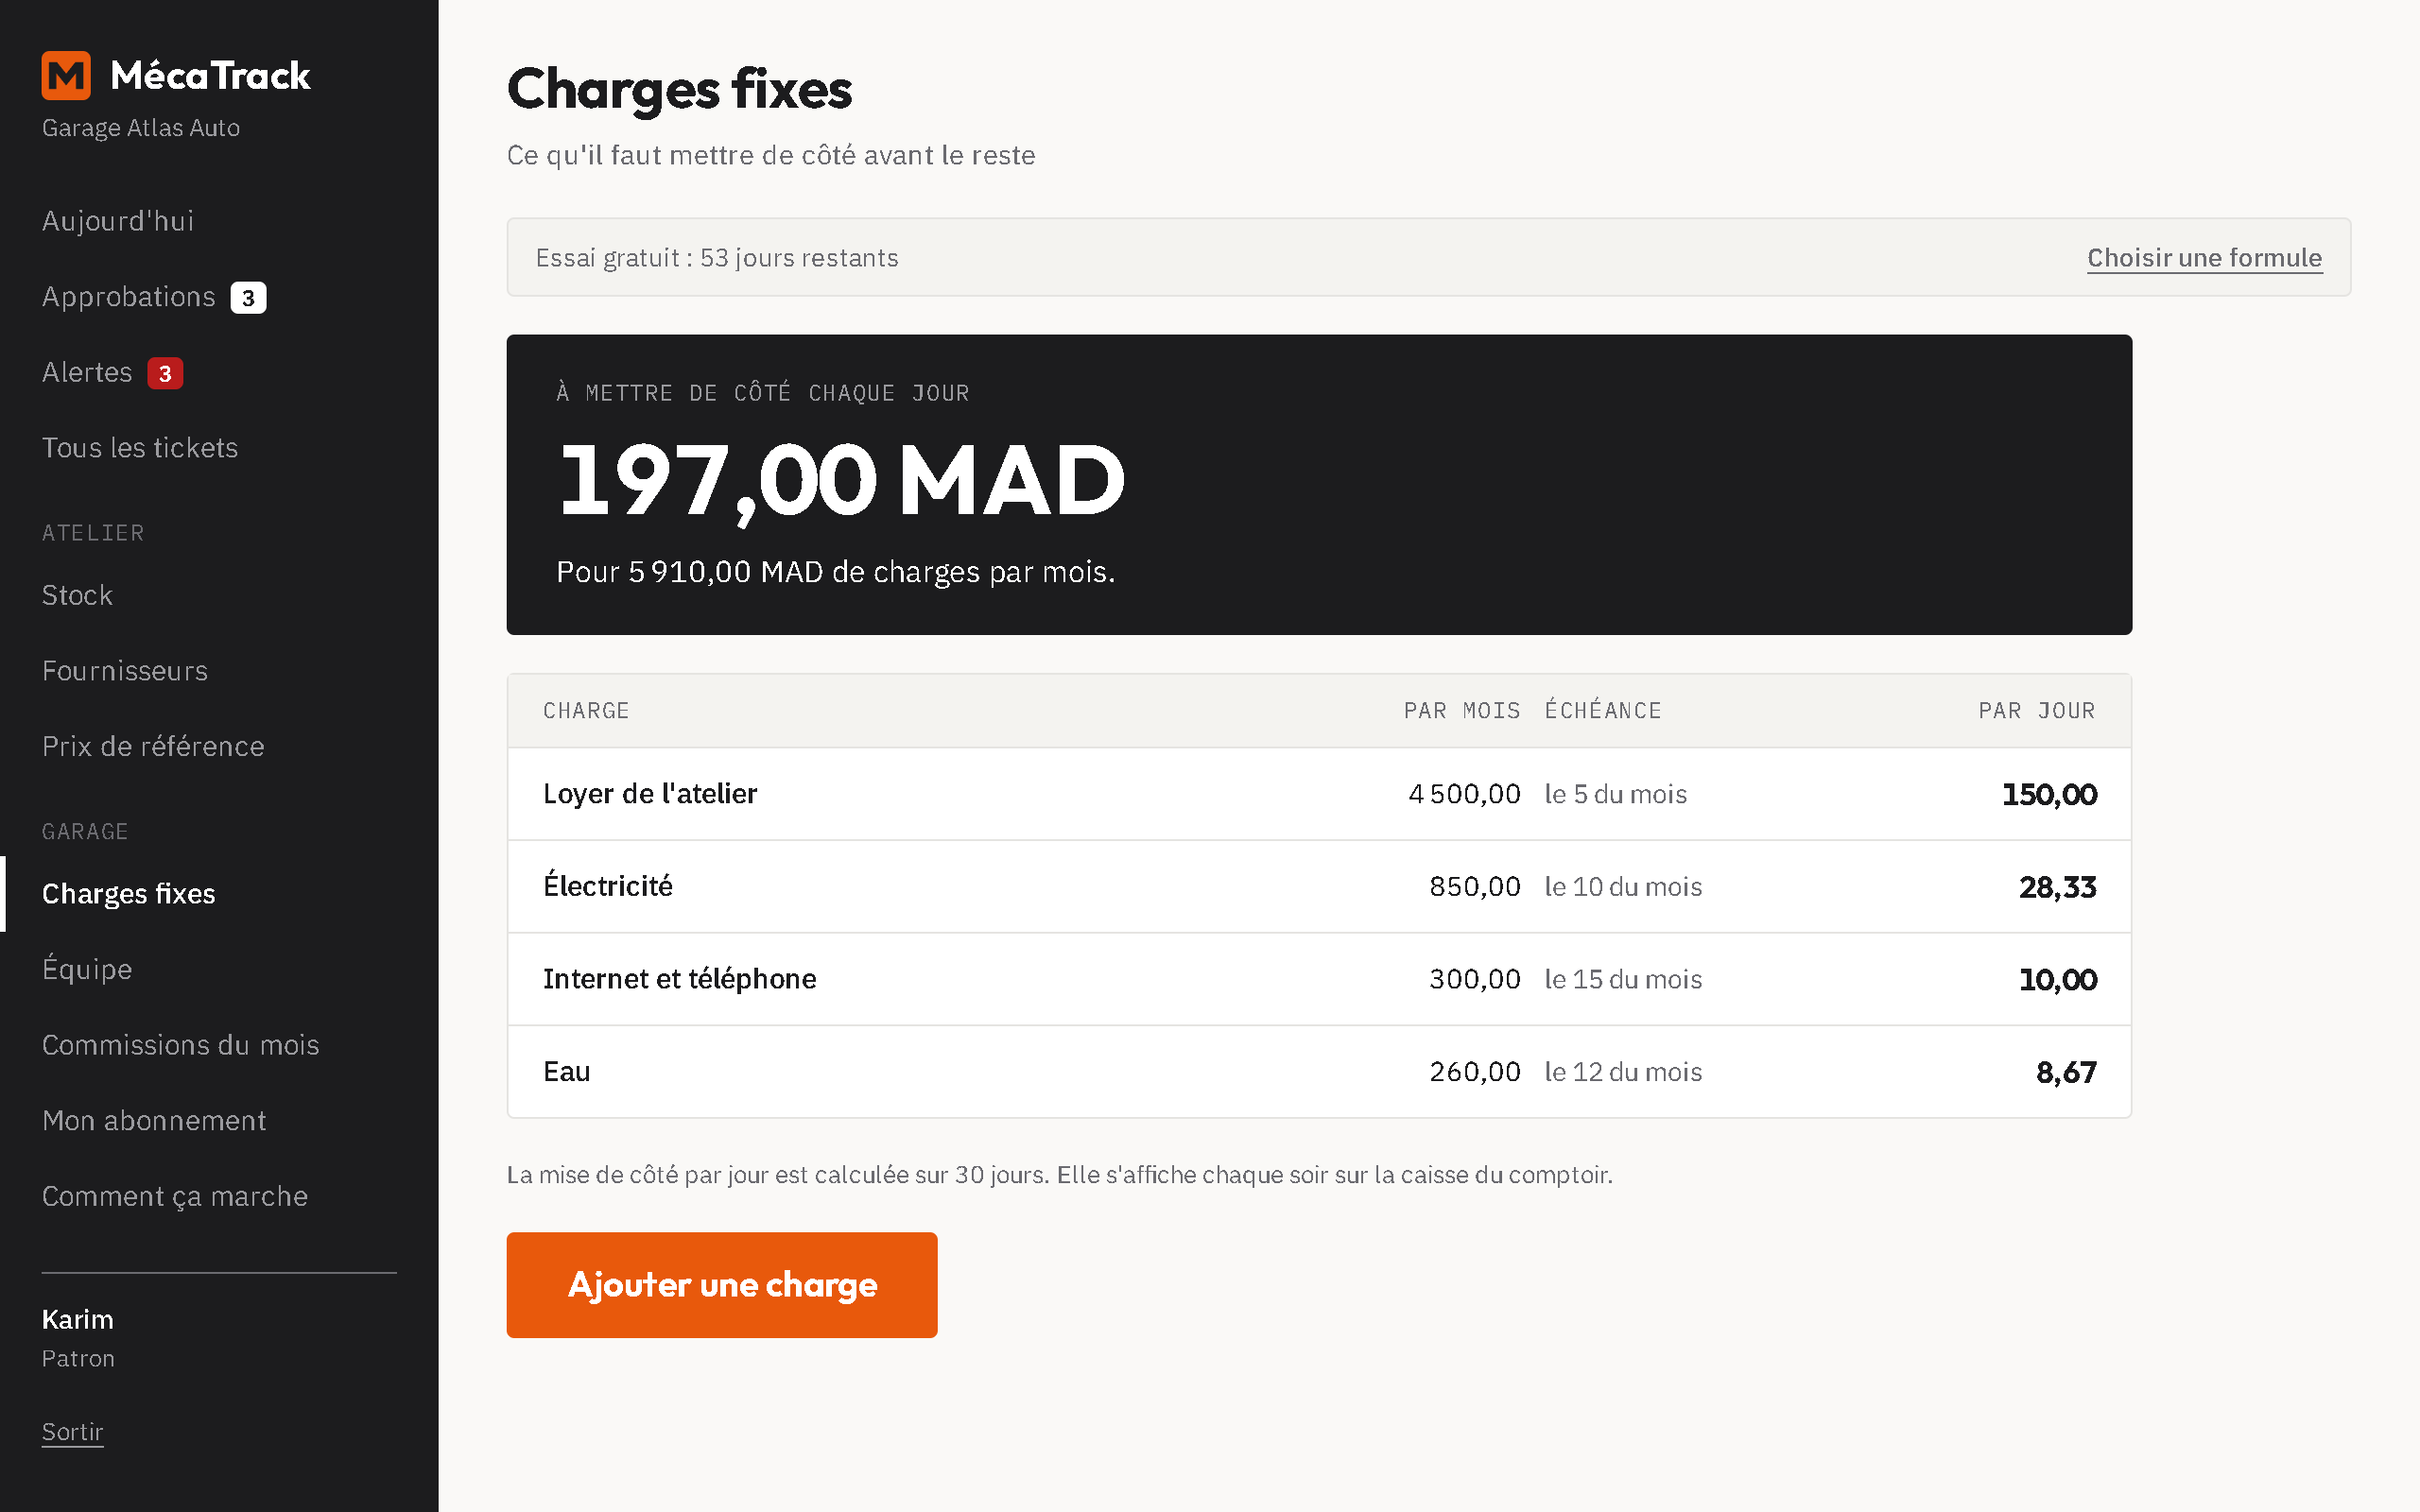 M MécaTrack
Garage Atlas Auto
Aujourd'hui
Approbations 3
Alertes 3
Tous les tickets
ATELIER
Stock
Fournisseurs
Prix de référence
GARAGE
Charges fixes
Équipe
Commissions du mois
Mon abonnement
Comment ça marche
Karim
Patron
Sortir
Charges fixes
Ce qu'il faut mettre de côté avant le reste
Essai gratuit : 53 jours restants Choisir une formule
À METTRE DE CÔTÉ CHAQUE JOUR
197,00 MAD
Pour 5 910,00 MAD de charges par mois.
CHARGE PAR MOIS ÉCHÉANCE PAR JOUR
Loyer de l'atelier 4 500,00 le 5 du mois 150,00
Électricité 850,00 le 10 du mois 28,33
Internet et téléphone 300,00 le 15 du mois 10,00
Eau 260,00 le 12 du mois 8,67
La mise de côté par jour est calculée sur 30 jours. Elle s'affiche chaque soir sur la caisse du comptoir.
Ajouter une charge